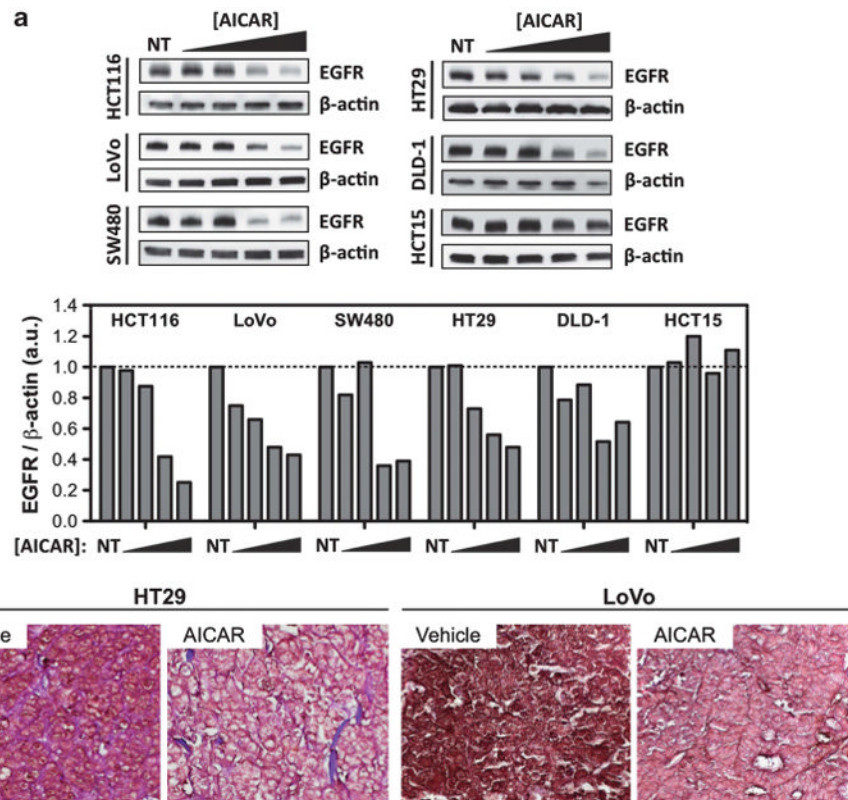 a
[AICAR]
NT
HCT116
EGFR
β-actin
LoVo
EGFR
β-actin
SW480
EGFR
β-actin
[AICAR]
NT
HT29
EGFR
β-actin
DLD-1
EGFR
β-actin
HCT15
EGFR
β-actin
EGFR / β-actin (a.u.)
1.4
1.2
1.0
0.8
0.6
0.4
0.2
0.0
HCT116 LoVo SW480 HT29 DLD-1 HCT15
[AICAR]: NT NT NT NT NT NT
HT29 LoVo
e AICAR Vehicle AICAR